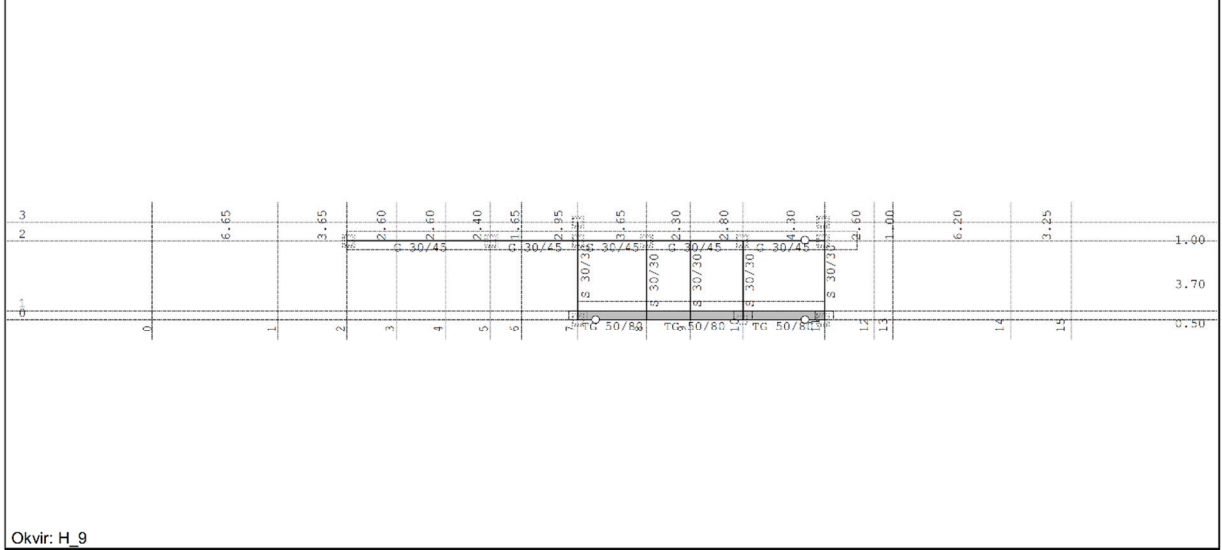 3
6.65 3.65 2.60 2.60 2.40 1.65 2.95 3.65 2.30 2.80 4.30 2.60 1.00 6.20 3.25
2 1.00
G 30/45 G 30/45 G 30/45 G 30/45 G 30/45
S 30/30 S 30/30 S 30/30 S 30/30 S 30/30
3.70
1
0 0.50
TG 50/80 TG 50/80 TG 50/80
0 1 2 3 4 5 6 7 8 9 12 13 14 15
Okvir: H_9